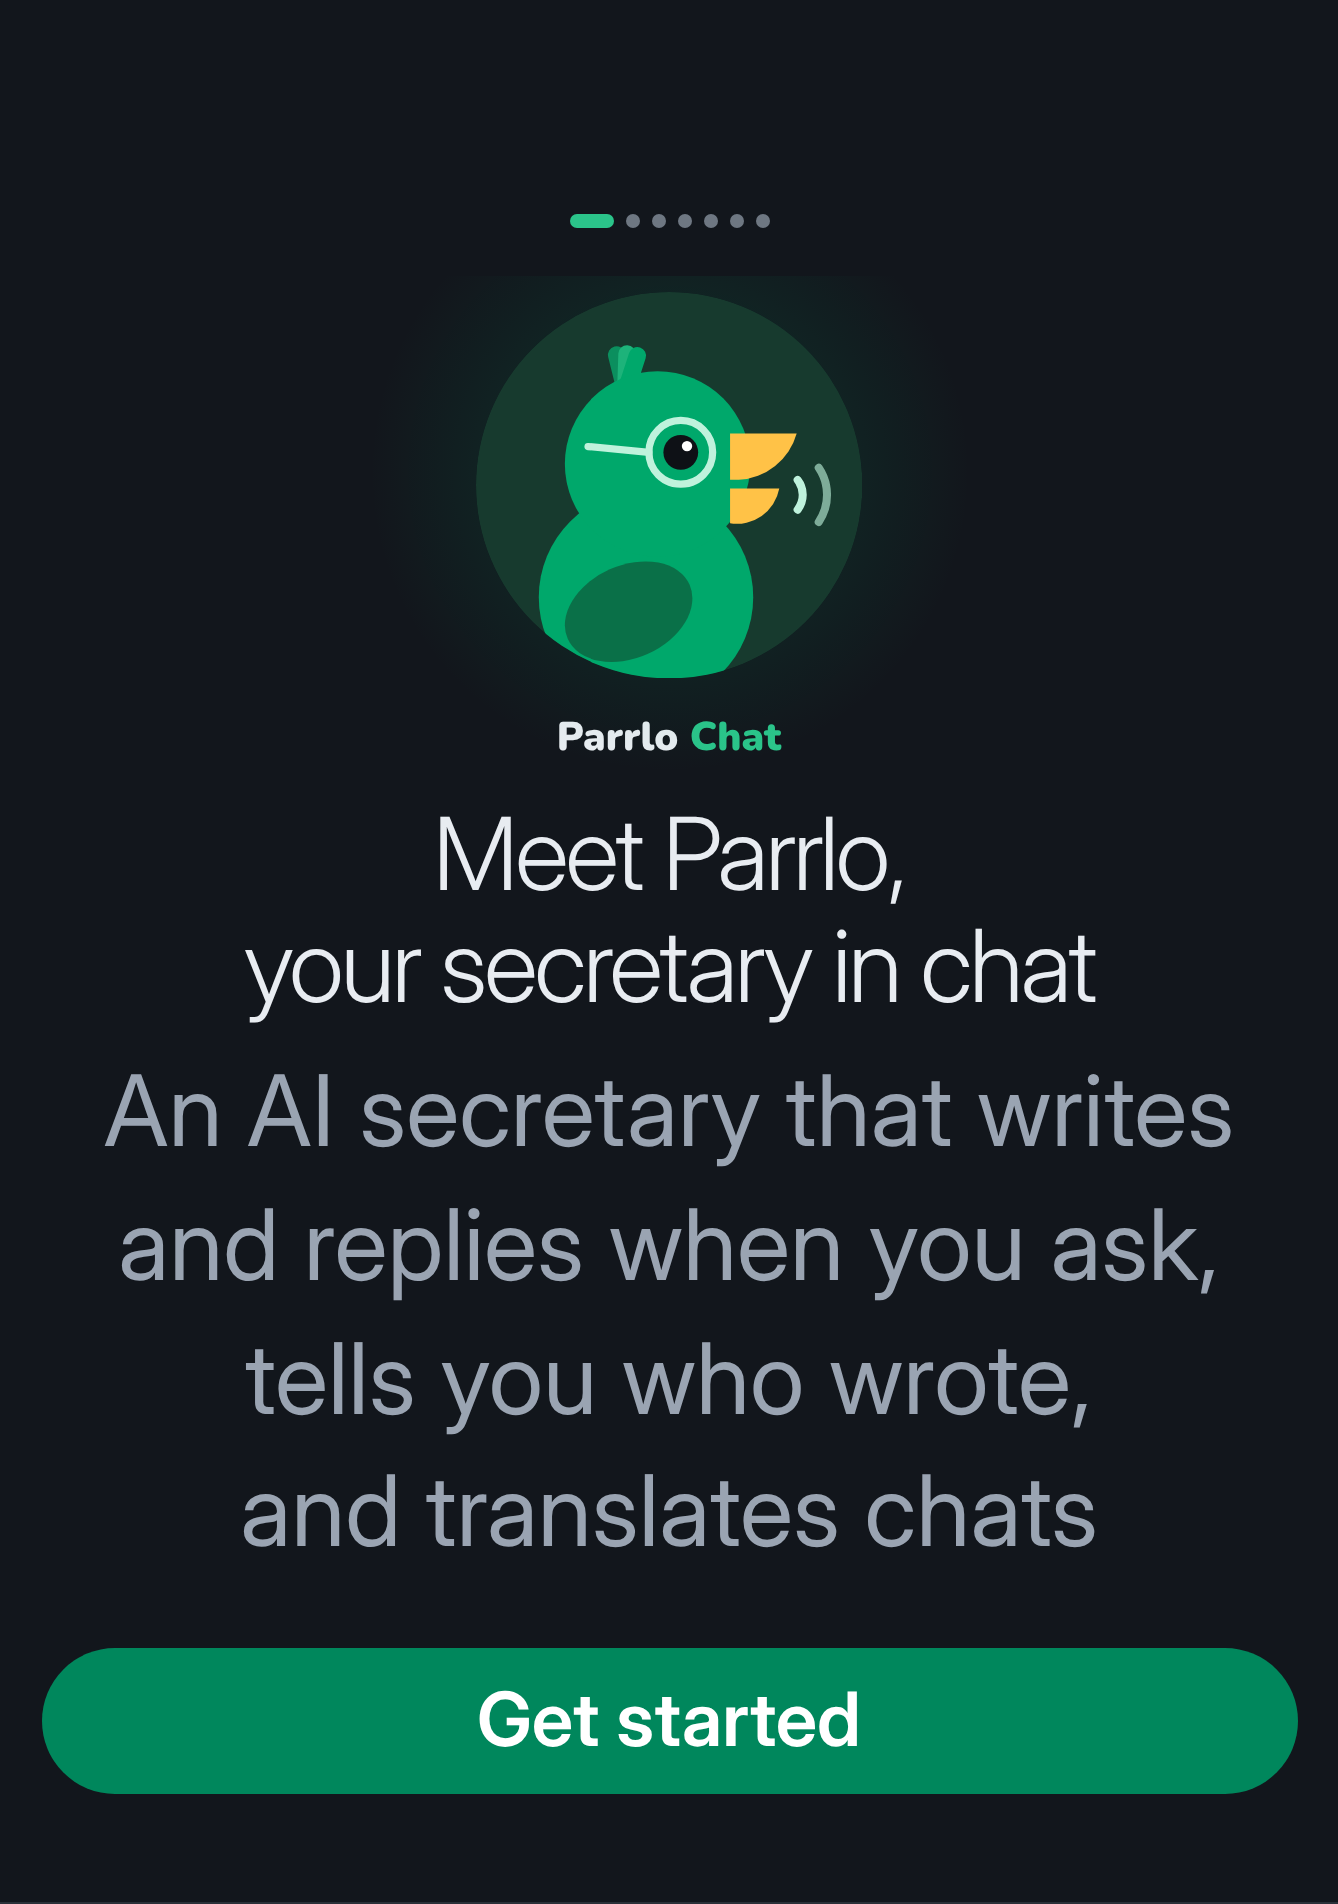 Parrlo Chat
Meet Parrlo,
your secretary in chat
An AI secretary that writes
and replies when you ask,
tells you who wrote,
and translates chats
Get started